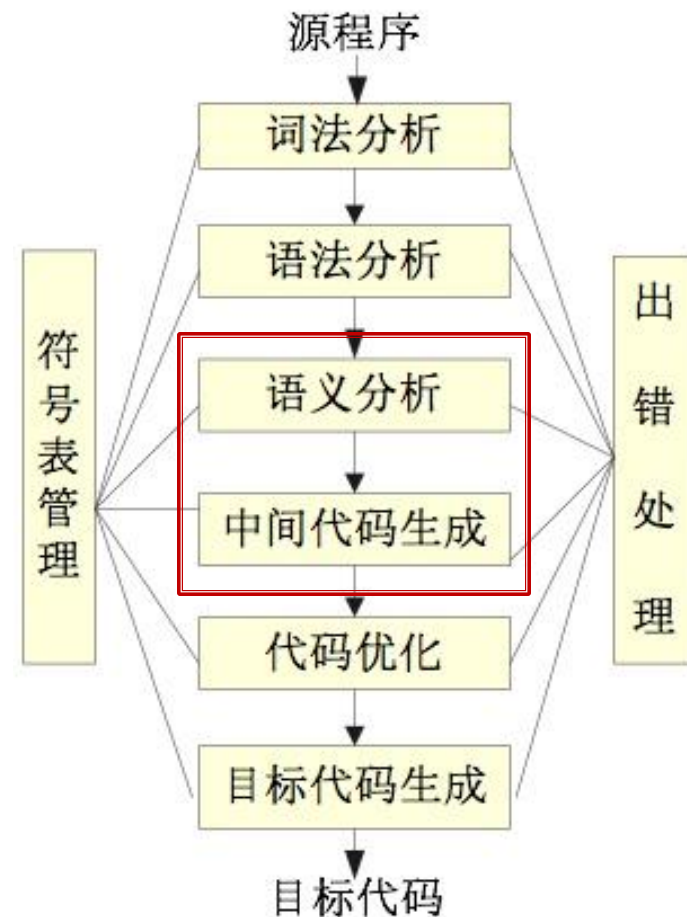 源程序
词法分析
语法分析
语义分析
中间代码生成
代码优化
目标代码生成
目标代码
符号表管理
出错处理